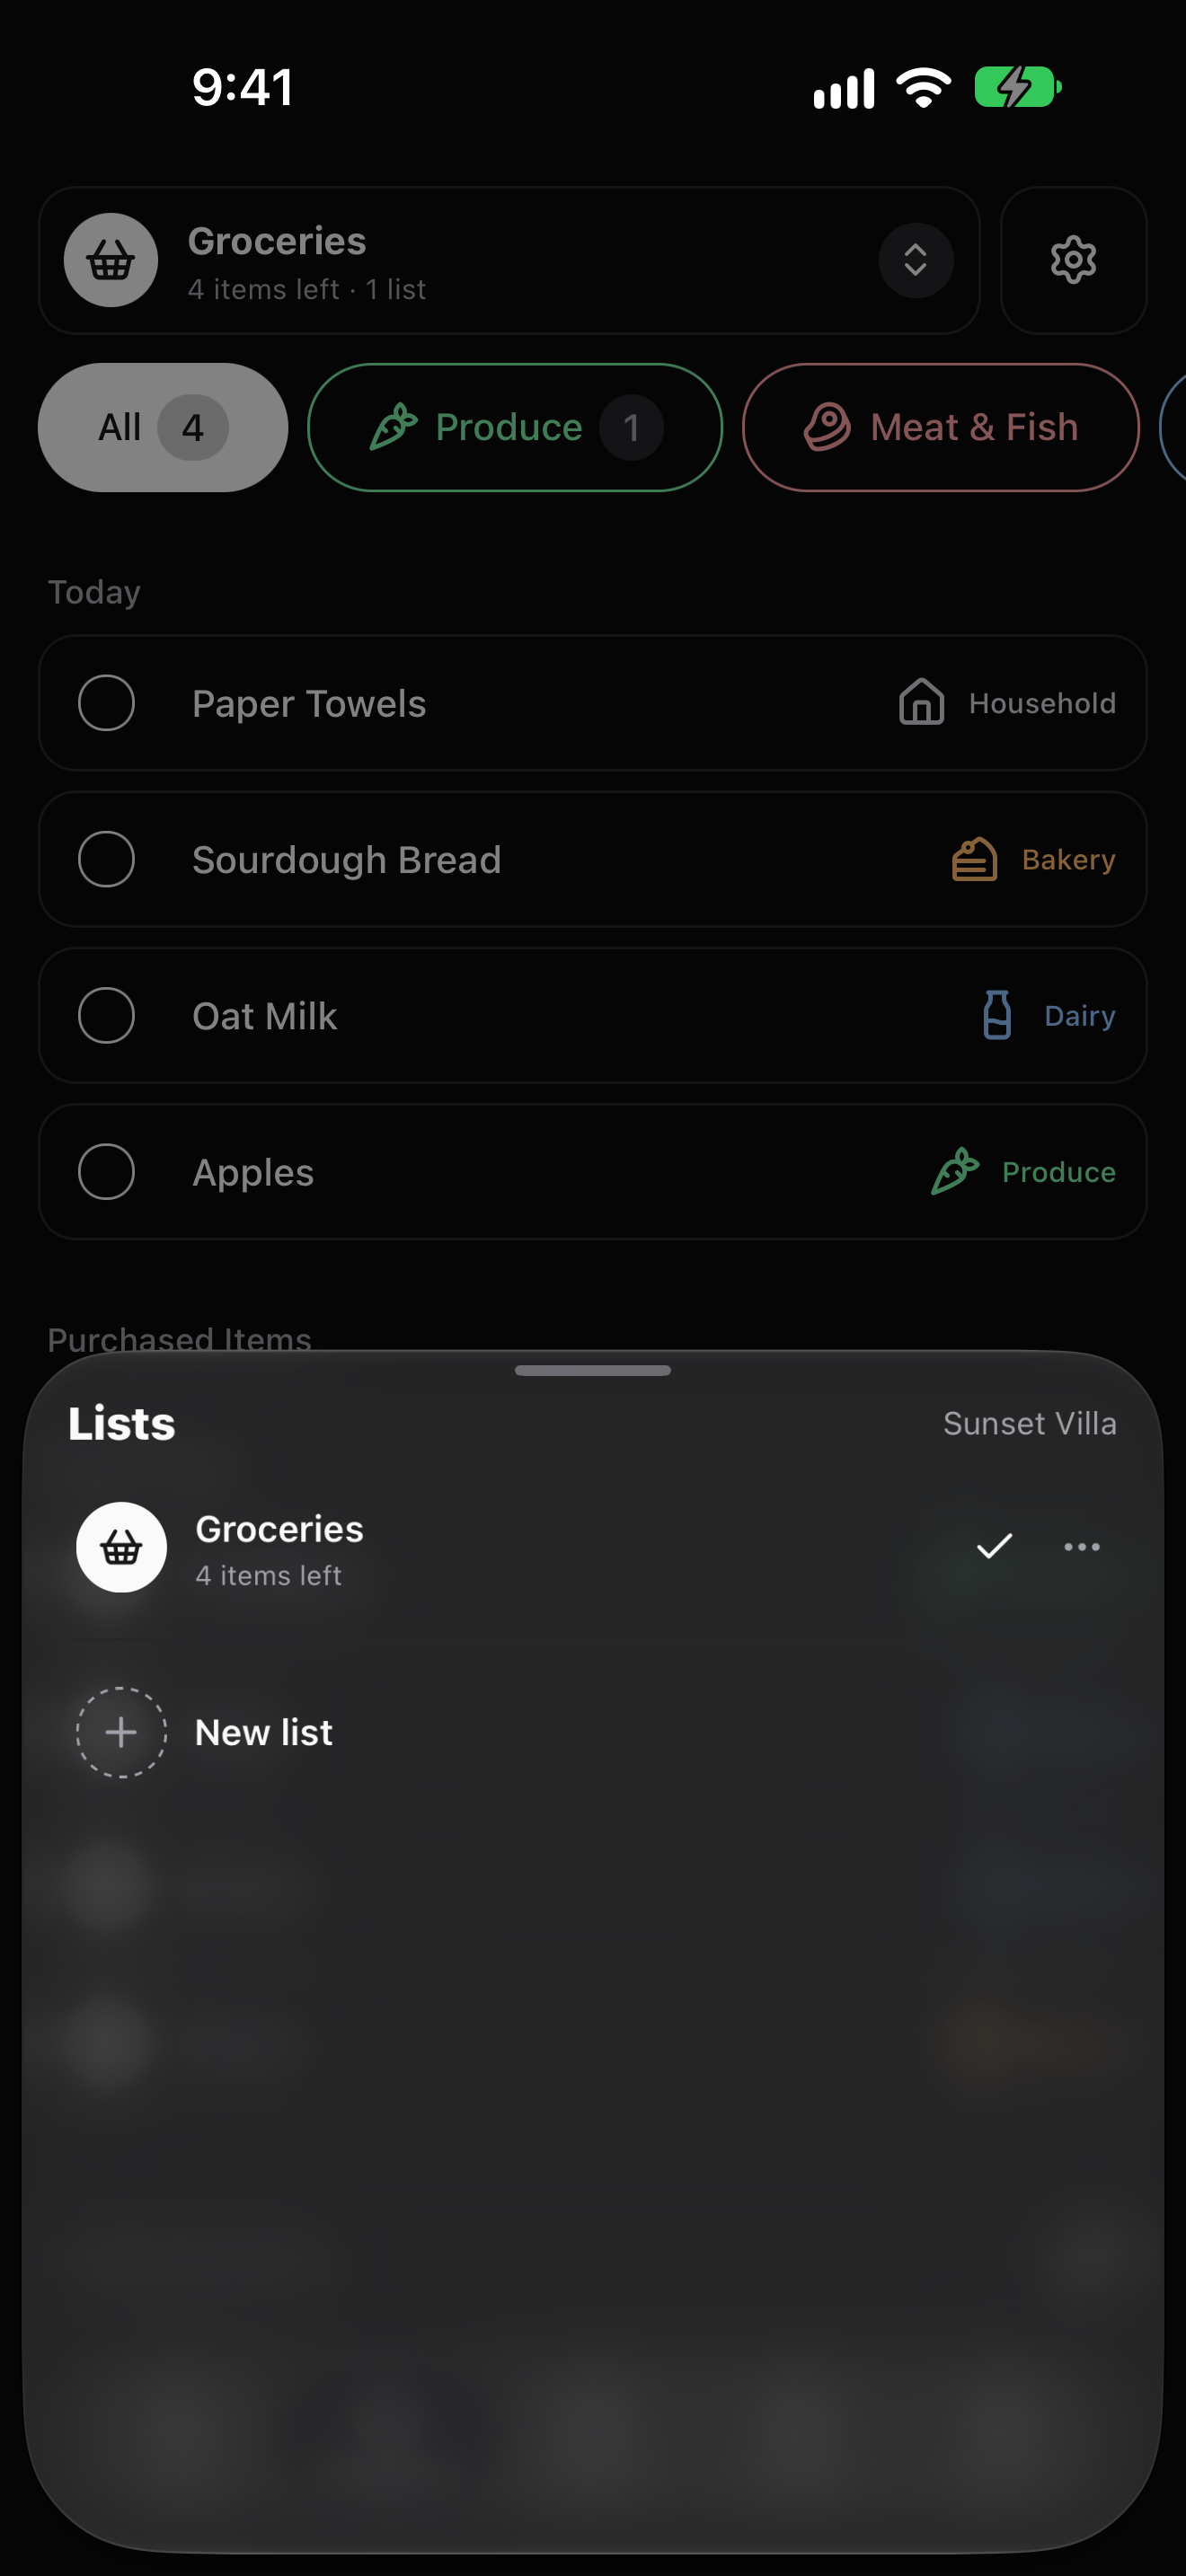 9:41
Groceries
4 items left · 1 list
All 4
Produce 1
Meat & Fish
Today
Paper Towels
Household
Sourdough Bread
Bakery
Oat Milk
Dairy
Apples
Produce
Purchased Items
Lists
Sunset Villa
Groceries
4 items left
New list